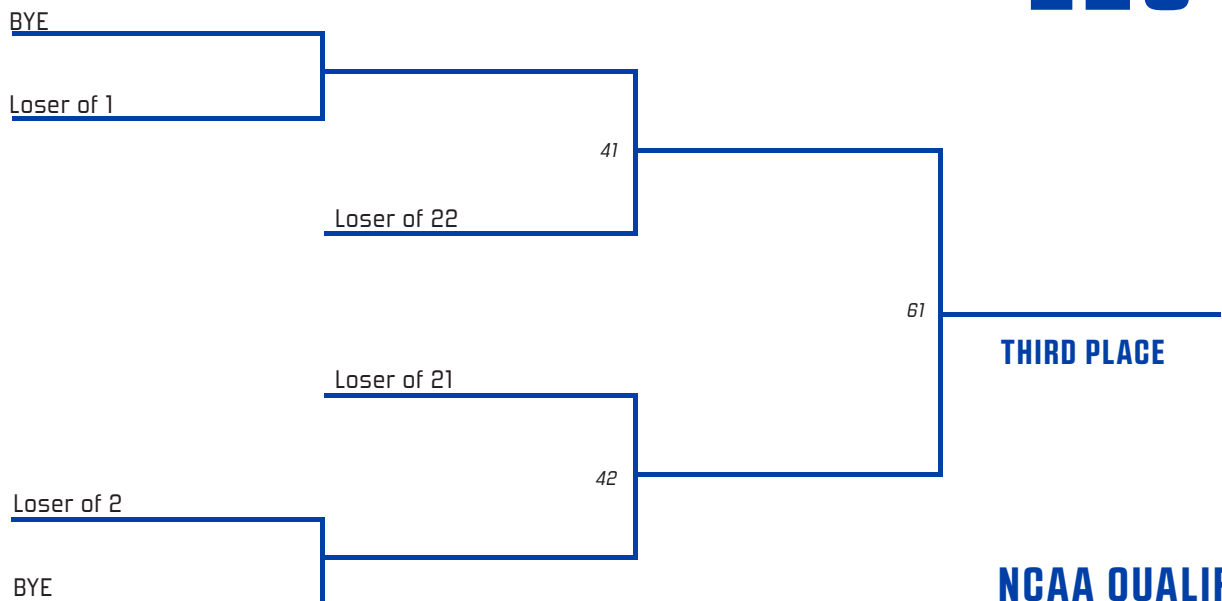 BYE
Loser of 1
41
Loser of 22
61
THIRD PLACE
Loser of 21
42
Loser of 2
BYE
NCAA